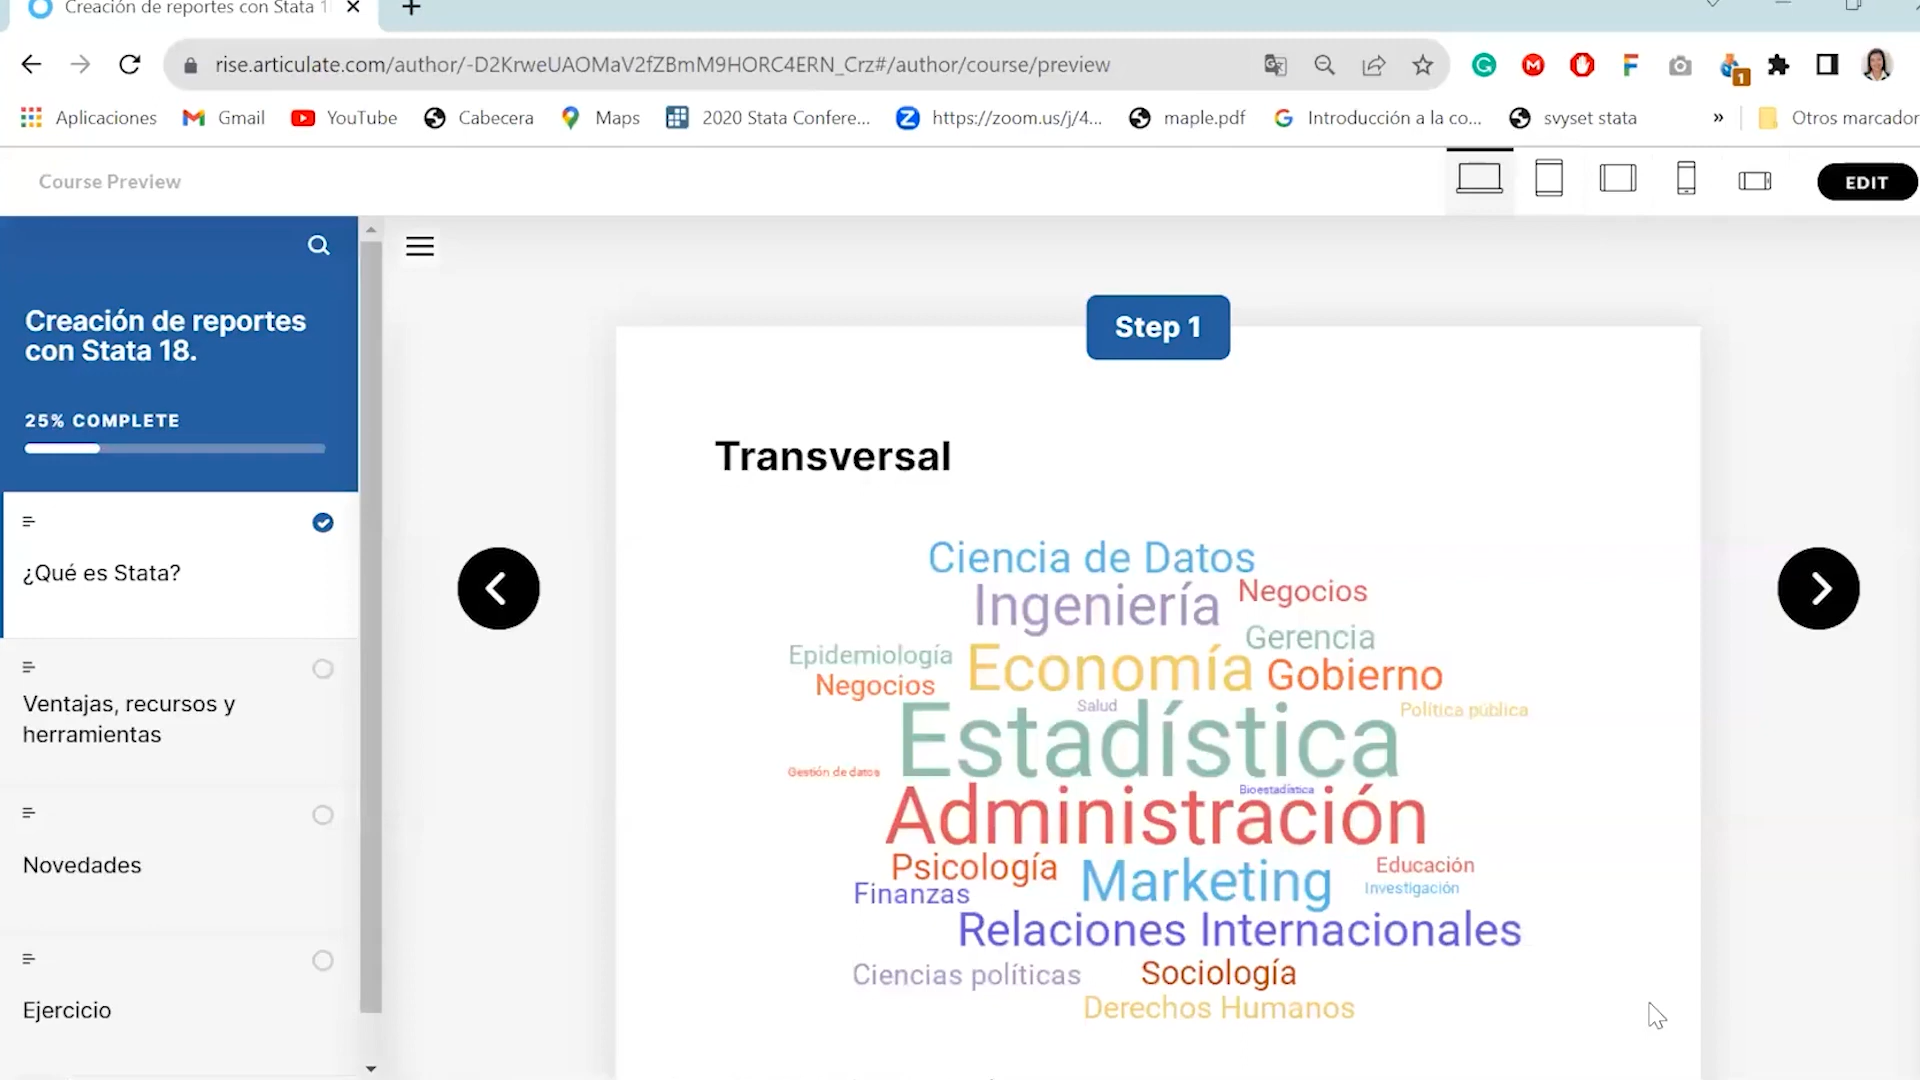 Creación de reportes con Stata 1
rise.articulate.com/author/-D2KrweUAOMaV2fZBmM9HORC4ERN_Crz#/author/course/preview
Aplicaciones Gmail YouTube Cabecera Maps 2020 Stata Confere... https://zoom.us/j/4... maple.pdf Introducción a la co... svyset stata » Otros marcador
Course Preview
EDIT
Creación de reportes
con Stata 18.
25% COMPLETE
¿Qué es Stata?
Ventajas, recursos y
herramientas
Novedades
Ejercicio
Step 1
Transversal
Ciencia de Datos
Ingeniería Negocios
Gerencia
Epidemiología Economía Gobierno
Negocios
Salud Política pública
Estadística
Gestión de datos
Bioestadística
Administración
Psicología Marketing Educación
Finanzas Investigación
Relaciones Internacionales
Ciencias políticas Sociología
Derechos Humanos